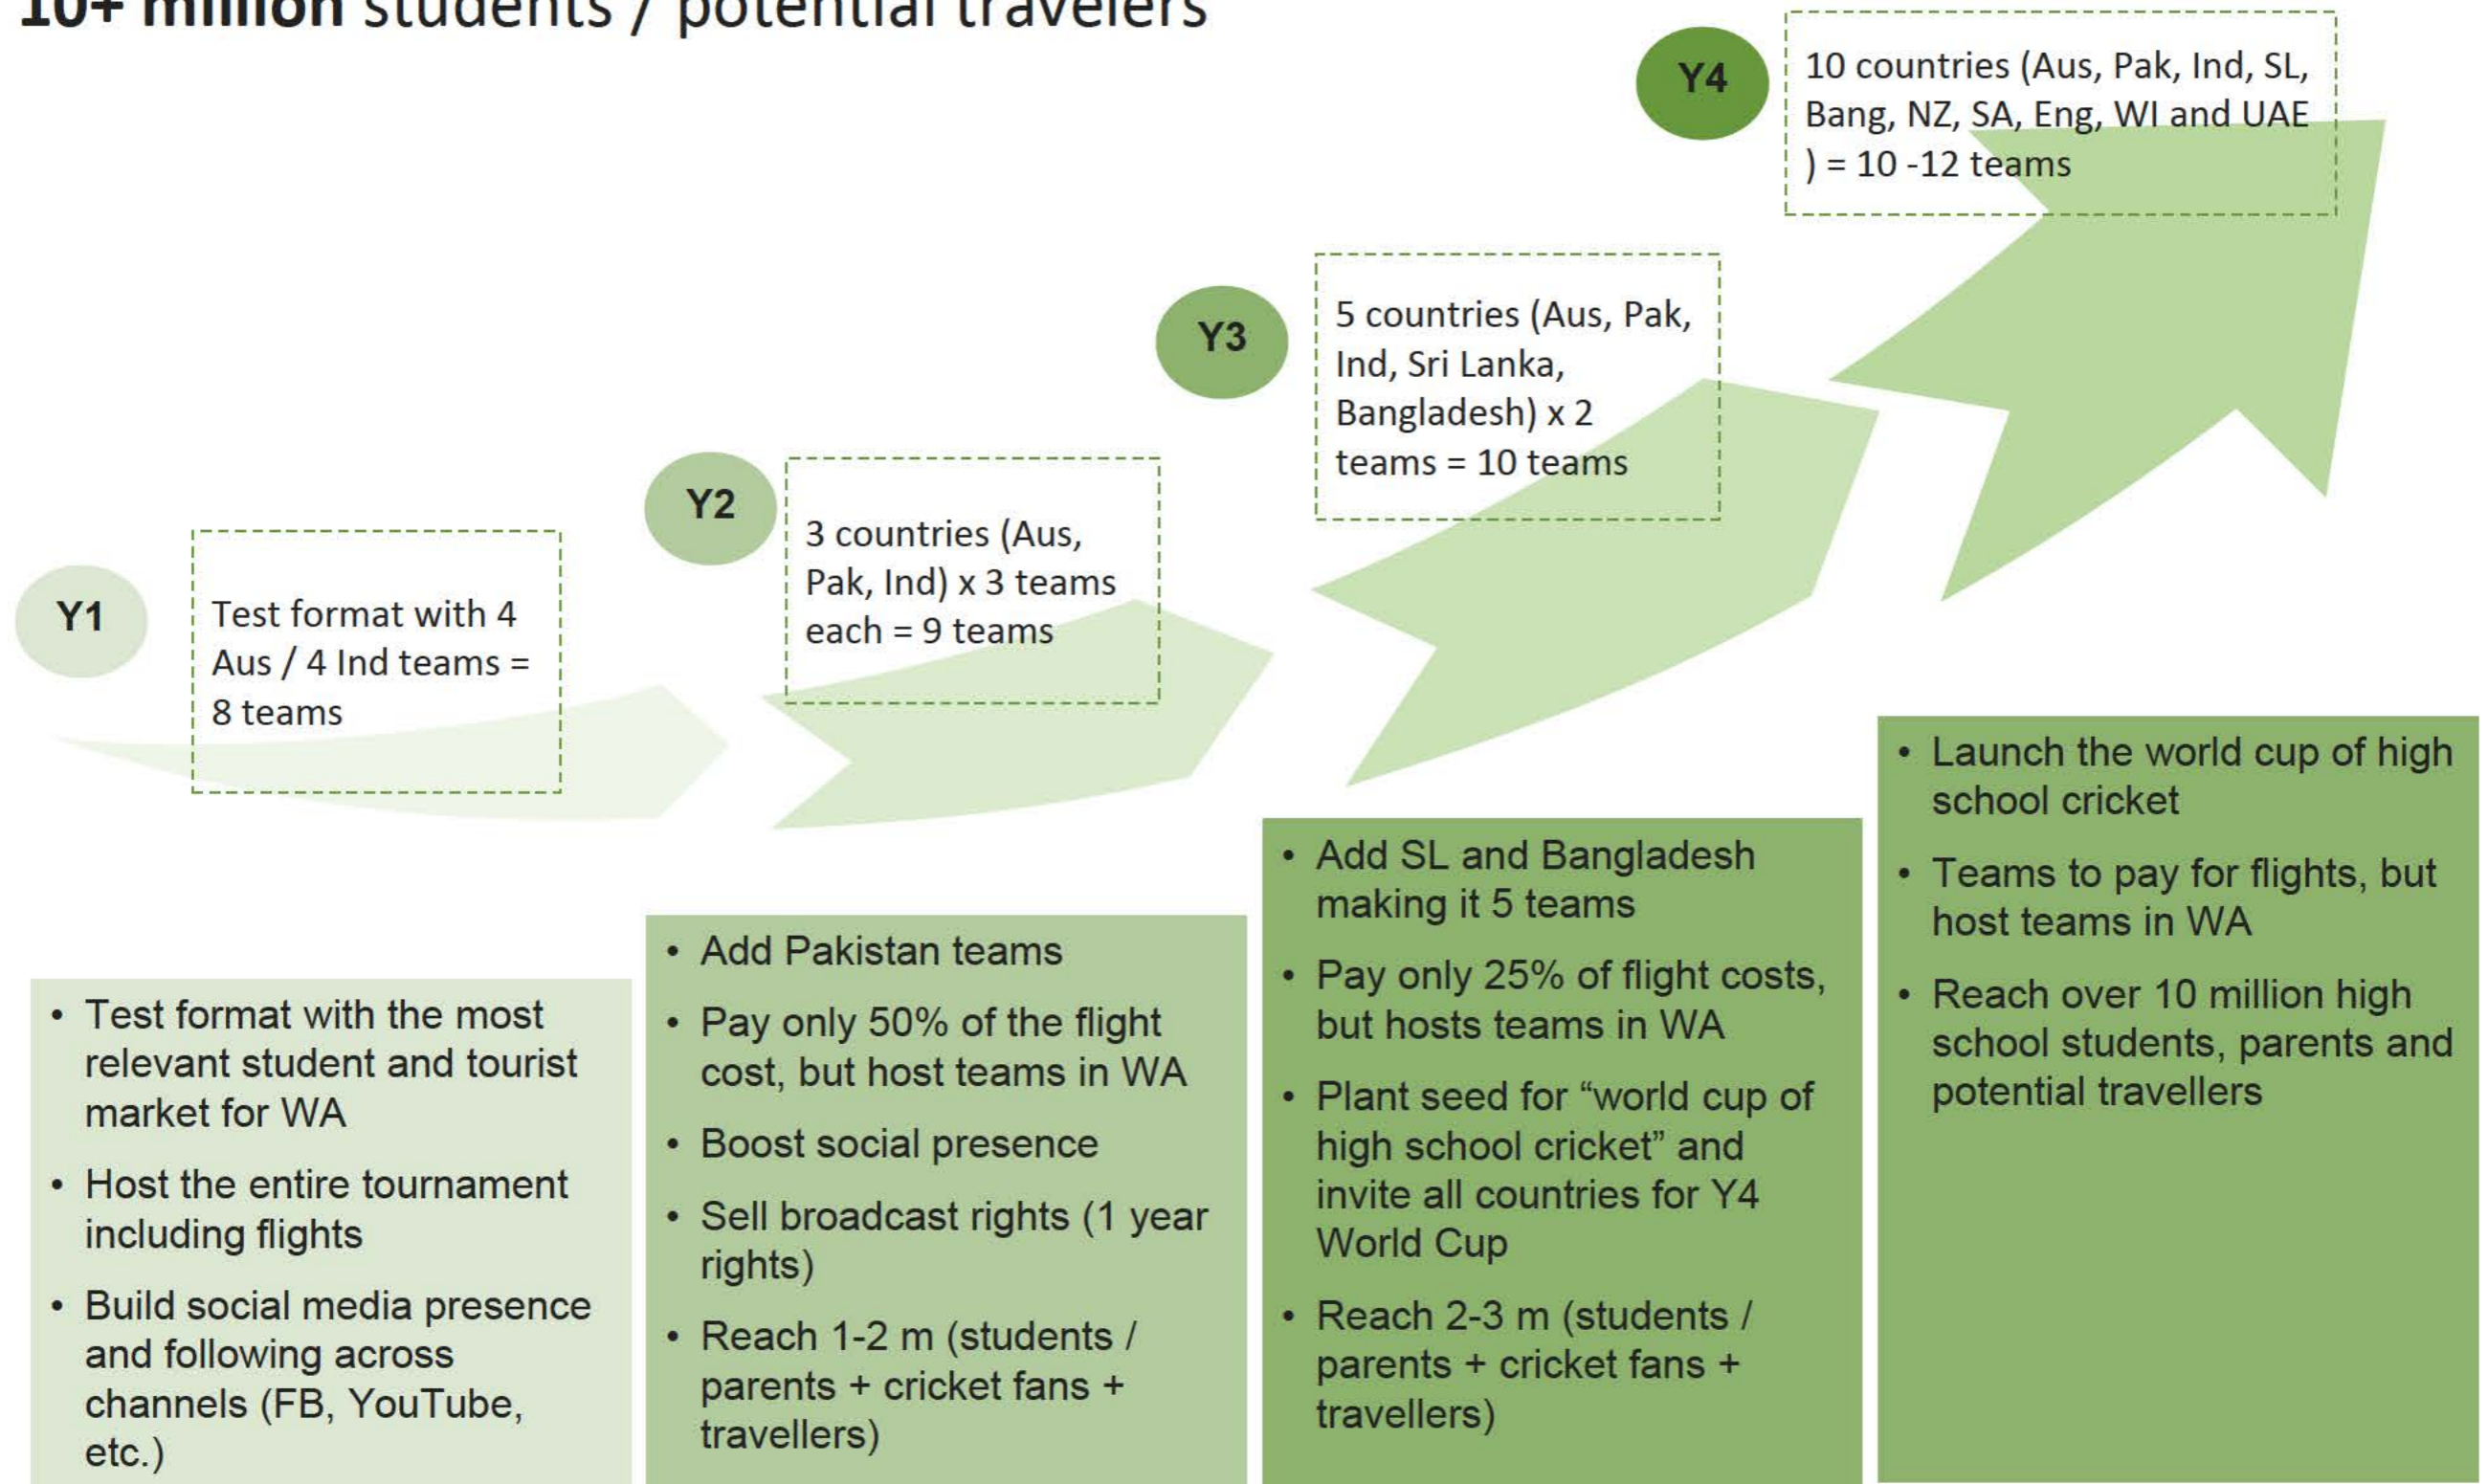 10+ million students / potential travelers
Y4
10 countries (Aus, Pak, Ind, SL,
Bang, NZ, SA, Eng, WI and UAE
) = 10 -12 teams
Y3
5 countries (Aus, Pak,
Ind, Sri Lanka,
Bangladesh) x 2
teams = 10 teams
Y2
3 countries (Aus,
Pak, Ind) x 3 teams
each = 9 teams
Y1
Test format with 4
Aus / 4 Ind teams =
8 teams
• Test format with the most
relevant student and tourist
market for WA
• Host the entire tournament
including flights
• Build social media presence
and following across
channels (FB, YouTube,
etc.)
• Add Pakistan teams
• Pay only 50% of the flight
cost, but host teams in WA
• Boost social presence
• Sell broadcast rights (1 year
rights)
• Reach 1-2 m (students /
parents + cricket fans +
travellers)
• Add SL and Bangladesh
making it 5 teams
• Pay only 25% of flight costs,
but hosts teams in WA
• Plant seed for “world cup of
high school cricket” and
invite all countries for Y4
World Cup
• Reach 2-3 m (students /
parents + cricket fans +
travellers)
• Launch the world cup of high
school cricket
• Teams to pay for flights, but
host teams in WA
• Reach over 10 million high
school students, parents and
potential travellers